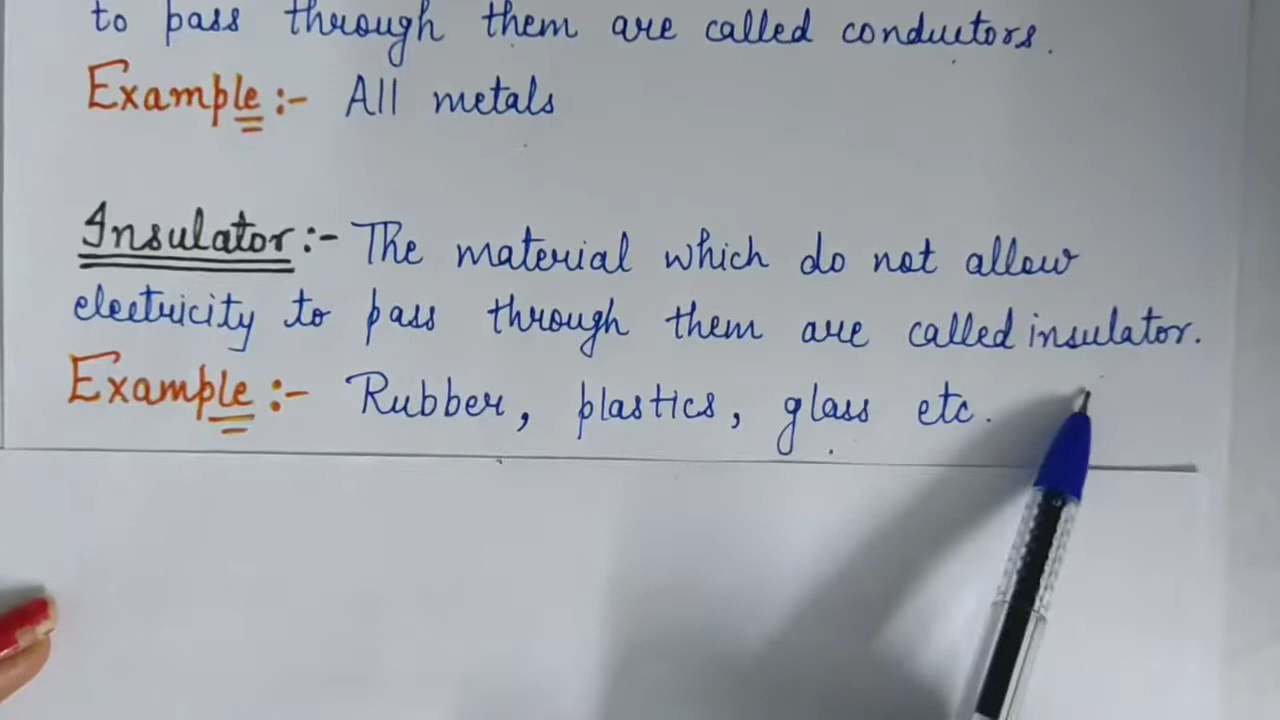 to pass through them are called conductors.
Example :- All metals
Insulator :- The material which do not allow
electricity to pass through them are called insulator.
Example :- Rubber, plastics, glass etc.